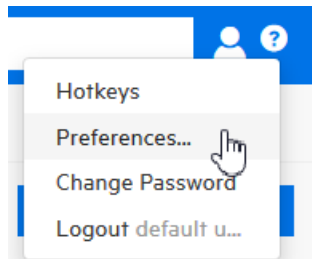 ?
Hotkeys
Preferences...
Change Password
Logout default u...